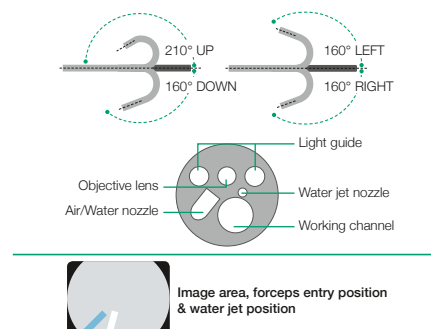 210° UP
160° DOWN
160° LEFT
160° RIGHT
Light guide
Objective lens
Water jet nozzle
Air/Water nozzle
Working channel
Image area, forceps entry position
& water jet position